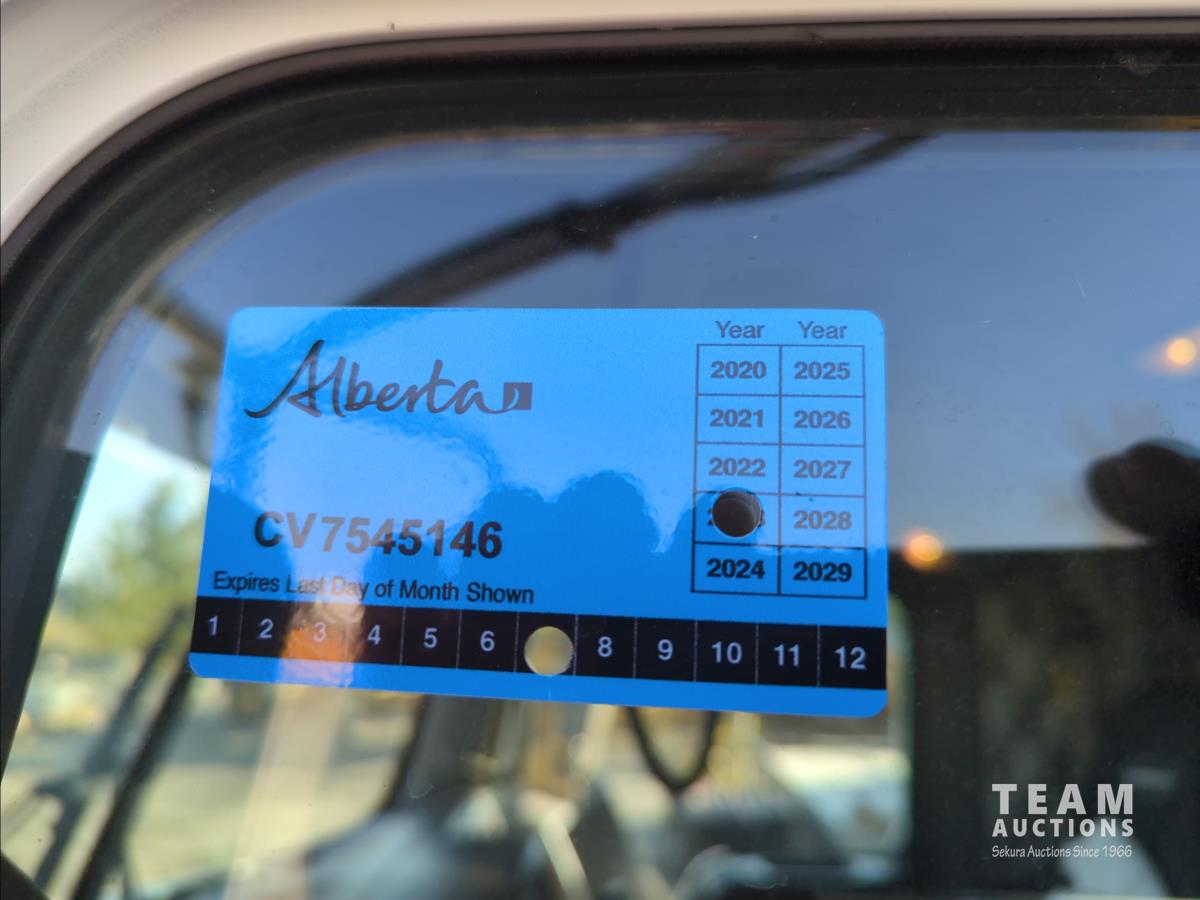 Alberta
Year Year
2020 2025
2021 2026
2022 2027
2028
2024 2029
CV7545146
Expires Last Day of Month Shown
1 2 3 4 5 6 8 9 10 11 12
TEAM
AUCTIONS
Sekura Auctions Since 1966